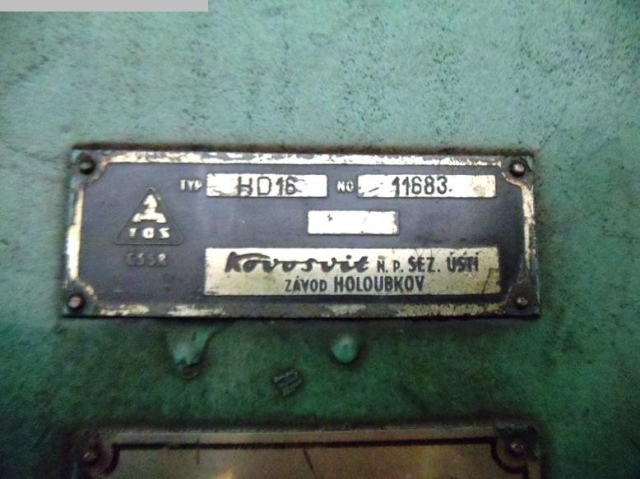 TYP HD16 NO 11683
TOS
ČSSR
Kovosvit N. P. SEZ. ÚSTÍ
ZÁVOD HOLOUBKOV